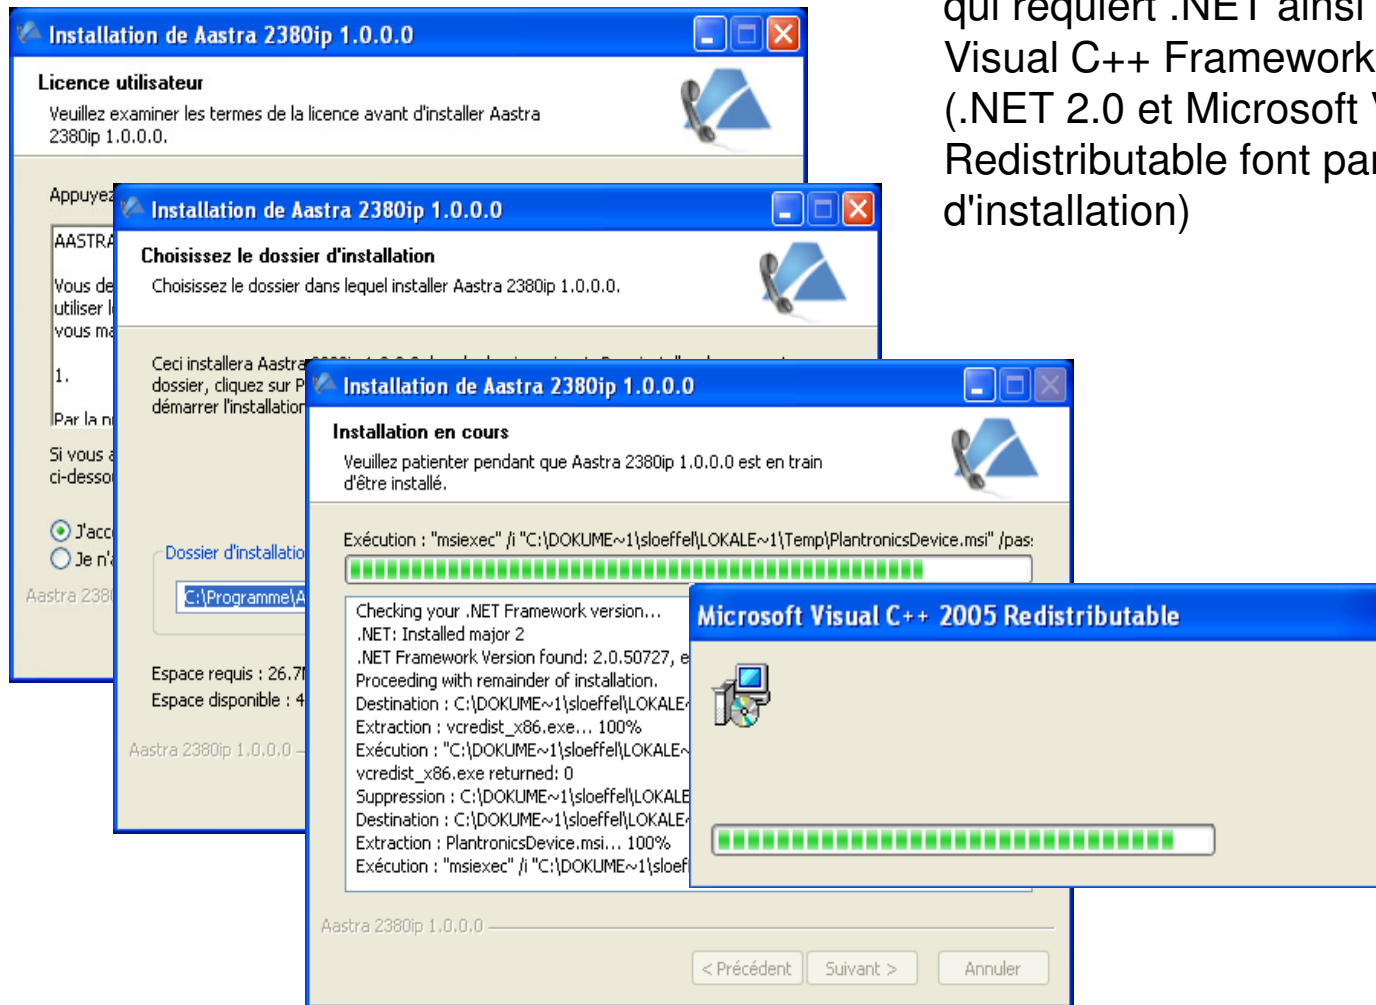 qui requiert .NET ainsi
Visual C++ Framework
(.NET 2.0 et Microsoft
Redistributable font
d'installation)
Installation de Aastra 2380ip 1.0.0.0
Licence utilisateur
Veuillez examiner les termes de la licence avant d'installer Aastra
2380ip 1.0.0.0.
Appuyez
AASTRA
Vous de
utiliser
vous
1.
Par la
Si vous
ci-desso
J'acc
Je n'a
Aastra 238
Installation de Aastra 2380ip 1.0.0.0
Choisissez le dossier d'installation
Choisissez le dossier dans lequel installer Aastra 2380ip 1.0.0.0.
Ceci installera Aastra
dossier, cliquez sur P
démarrer l'installation
Dossier d'installatio
C:\Programme\A
Espace requis : 26.7
Espace disponible : 4
Aastra 2380ip 1.0.0.0
Installation de Aastra 2380ip 1.0.0.0
Installation en cours
Veuillez patienter pendant que Aastra 2380ip 1.0.0.0 est en train
d'être installé.
Exécution : "msiexec" /i "C:\DOKUME~1\sloeffel\LOKALE~1\Temp\PlantronicsDevice.msi" /pas
Checking your .NET Framework version...
.NET: Installed major 2
.NET Framework Version found: 2.0.50727, e
Proceeding with remainder of installation.
Destination : C:\DOKUME~1\sloeffel\LOKALE~
Extraction : vcredist_x86.exe... 100%
Exécution : "C:\DOKUME~1\sloeffel\LOKALE~
vcredist_x86.exe returned: 0
Suppression : C:\DOKUME~1\sloeffel\LOKALE
Destination : C:\DOKUME~1\sloeffel\LOKALE~
Extraction : PlantronicsDevice.msi... 100%
Exécution : "msiexec" /i "C:\DOKUME~1\sloef
Aastra 2380ip 1.0.0.0
< Précédent Suivant > Annuler
Microsoft Visual C++ 2005 Redistributable